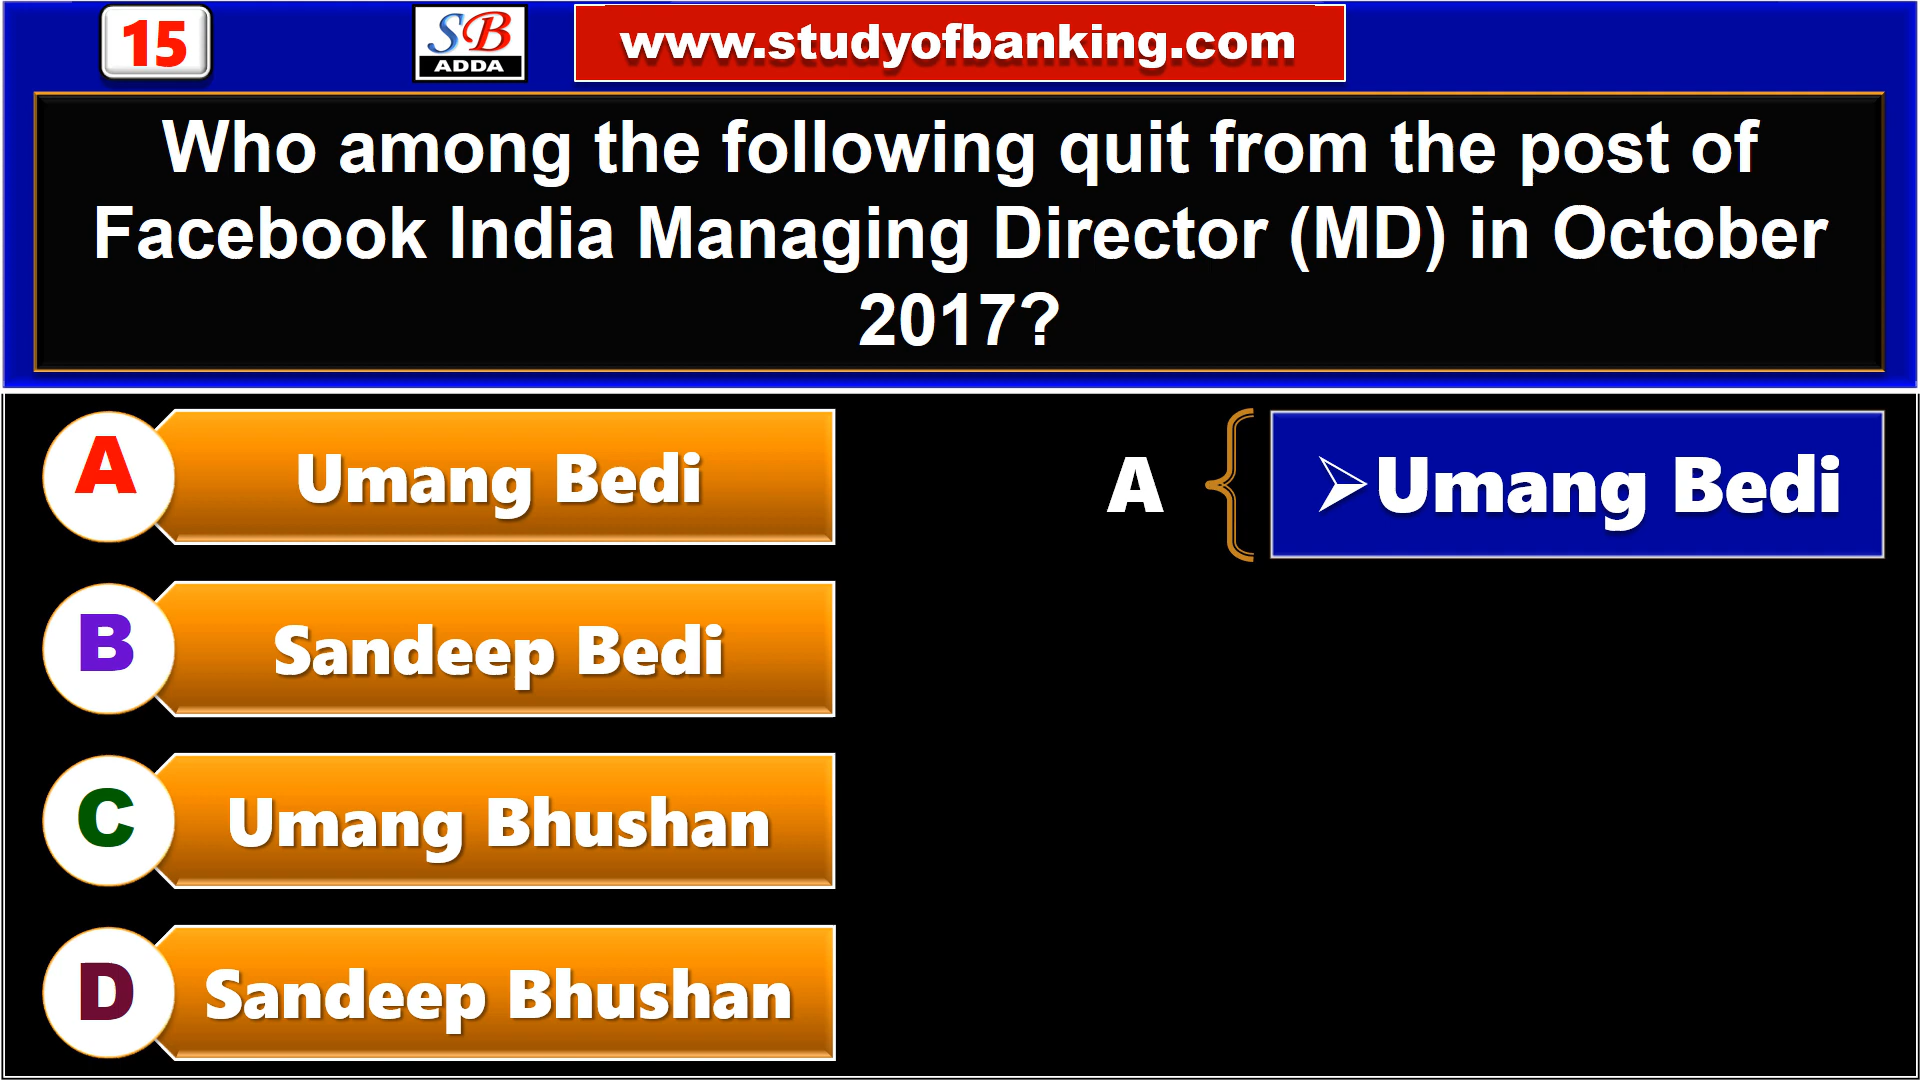 15
SB
ADDA
www.studyofbanking.com
Who among the following quit from the post of
Facebook India Managing Director (MD) in October
2017?
A
Umang Bedi
B
Sandeep Bedi
C
Umang Bhushan
D
Sandeep Bhushan
A
➢Umang Bedi